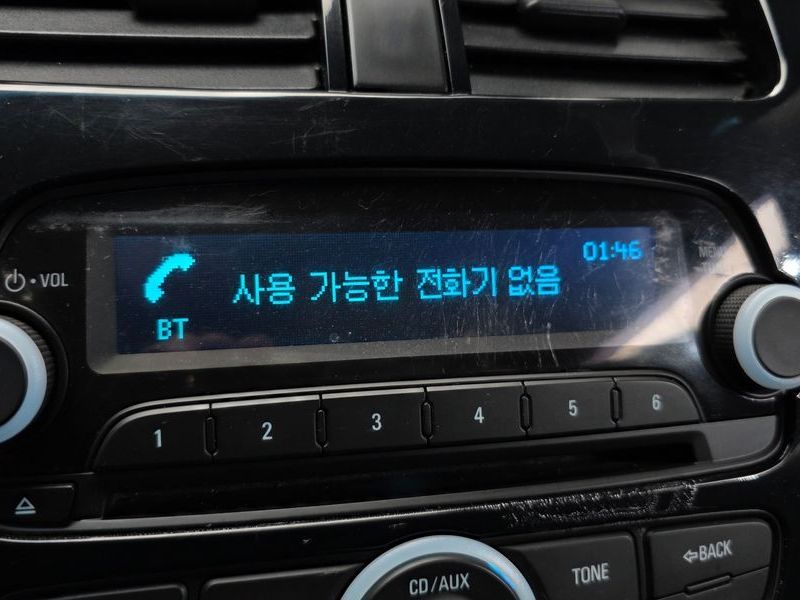 01:46
사용 가능한 전화기 없음
BT
VOL
1 2 3 4 5 6
CD/AUX
TONE
BACK